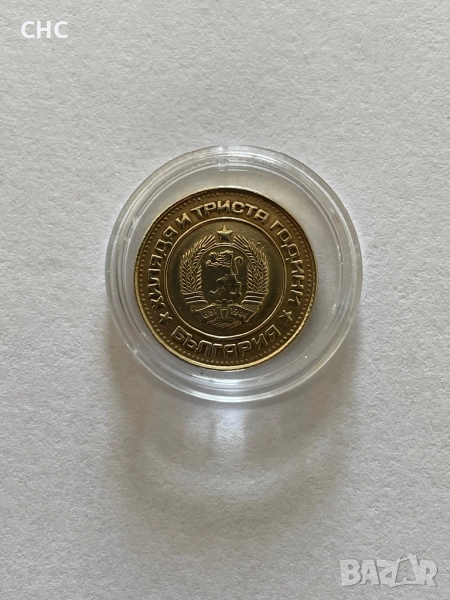 CHC
ХИЛЯДА И ТРИСТА ГОДИНИ
681 1944
БЪЛГАРИЯ
BAZAR